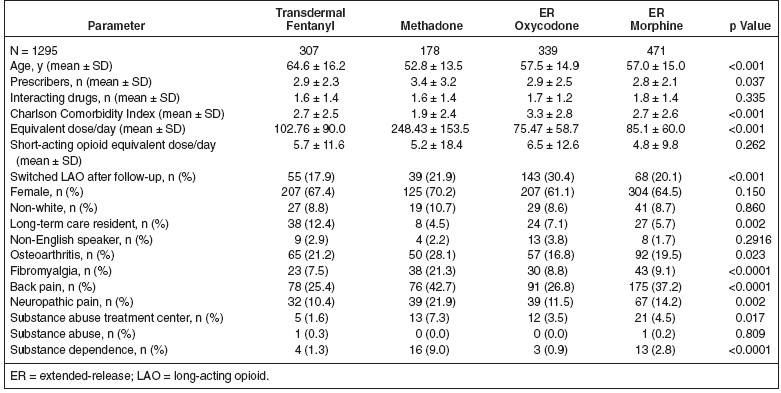 Parameter Transdermal Fentanyl Methadone ER Oxycodone ER Morphine p Value
N = 1295 307 178 339 471
Age, y (mean ± SD) 64.6 ± 16.2 52.8 ± 13.5 57.5 ± 14.9 57.0 ± 15.0 <0.001
Prescribers, n (mean ± SD) 2.9 ± 2.3 3.4 ± 3.2 2.9 ± 2.5 2.8 ± 2.1 0.037
Interacting drugs, n (mean ± SD) 1.6 ± 1.4 1.6 ± 1.4 1.7 ± 1.2 1.8 ± 1.4 0.335
Charlson Comorbidity Index (mean ± SD) 2.7 ± 2.5 1.9 ± 2.4 3.3 ± 2.8 2.7 ± 2.6 <0.001
Equivalent dose/day (mean ± SD) 102.76 ± 90.0 248.43 ± 153.5 75.47 ± 58.7 85.1 ± 60.0 <0.001
Short-acting opioid equivalent dose/day 5.7 ± 11.6 5.2 ± 18.4 6.5 ± 12.6 4.8 ± 9.8 0.262
(mean ± SD)
Switched LAO after follow-up, n (%) 55 (17.9) 39 (21.9) 143 (30.4) 68 (20.1) <0.001
Female, n (%) 207 (67.4) 125 (70.2) 207 (61.1) 304 (64.5) 0.150
Non-white, n (%) 27 (8.8) 19 (10.7) 29 (8.6) 41 (8.7) 0.860
Long-term care resident, n (%) 38 (12.4) 8 (4.5) 24 (7.1) 27 (5.7) 0.002
Non-English speaker, n (%) 9 (2.9) 4 (2.2) 13 (3.8) 8 (1.7) 0.2916
Osteoarthritis, n (%) 65 (21.2) 50 (28.1) 57 (16.8) 92 (19.5) 0.023
Fibromyalgia, n (%) 23 (7.5) 38 (21.3) 30 (8.8) 43 (9.1) <0.0001
Back pain, n (%) 78 (25.4) 76 (42.7) 91 (26.8) 175 (37.2) <0.0001
Neuropathic pain, n (%) 32 (10.4) 39 (21.9) 39 (11.5) 67 (14.2) 0.002
Substance abuse treatment center, n (%) 5 (1.6) 13 (7.3) 12 (3.5) 21 (4.5) 0.017
Substance abuse, n (%) 1 (0.3) 0 (0.0) 0 (0.0) 1 (0.2) 0.809
Substance dependence, n (%) 4 (1.3) 16 (9.0) 3 (0.9) 13 (2.8) <0.0001
ER = extended-release; LAO = long-acting opioid.